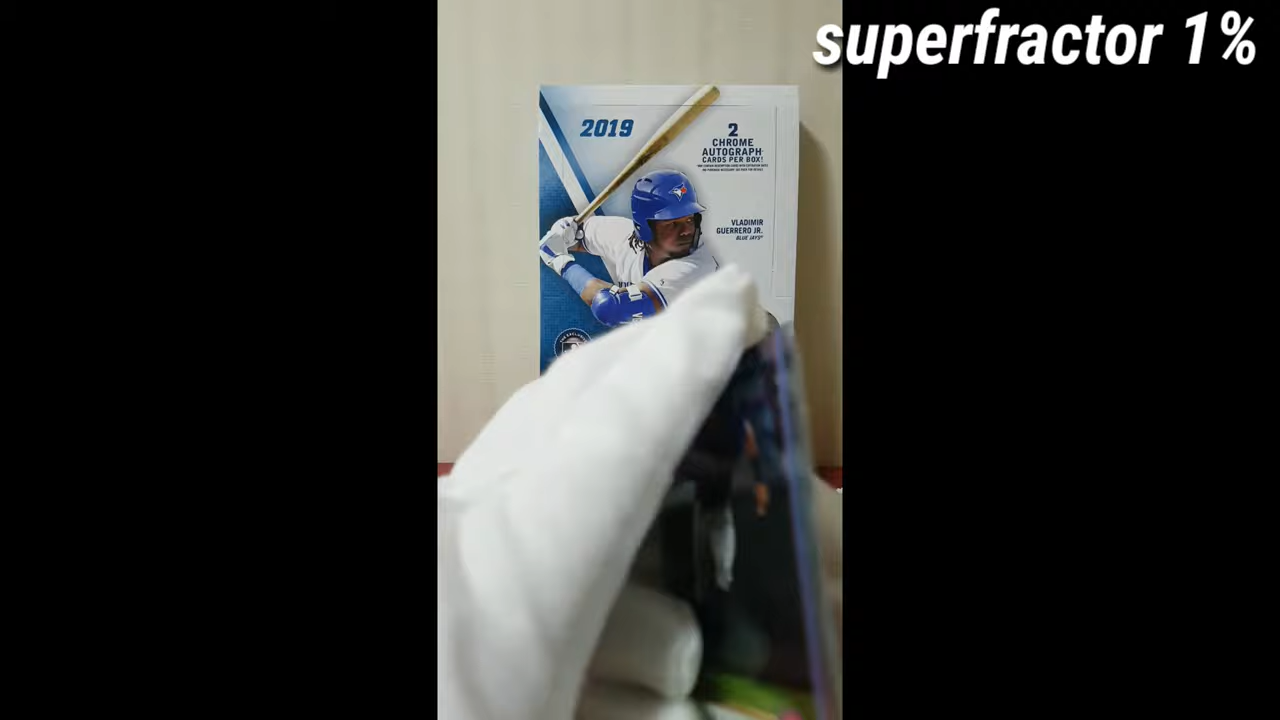 superfractor 1%
2019
2
CHROME
AUTOGRAPH
CARDS PER BOX!
VLADIMIR
GUERRERO JR.
BLUE JAYS